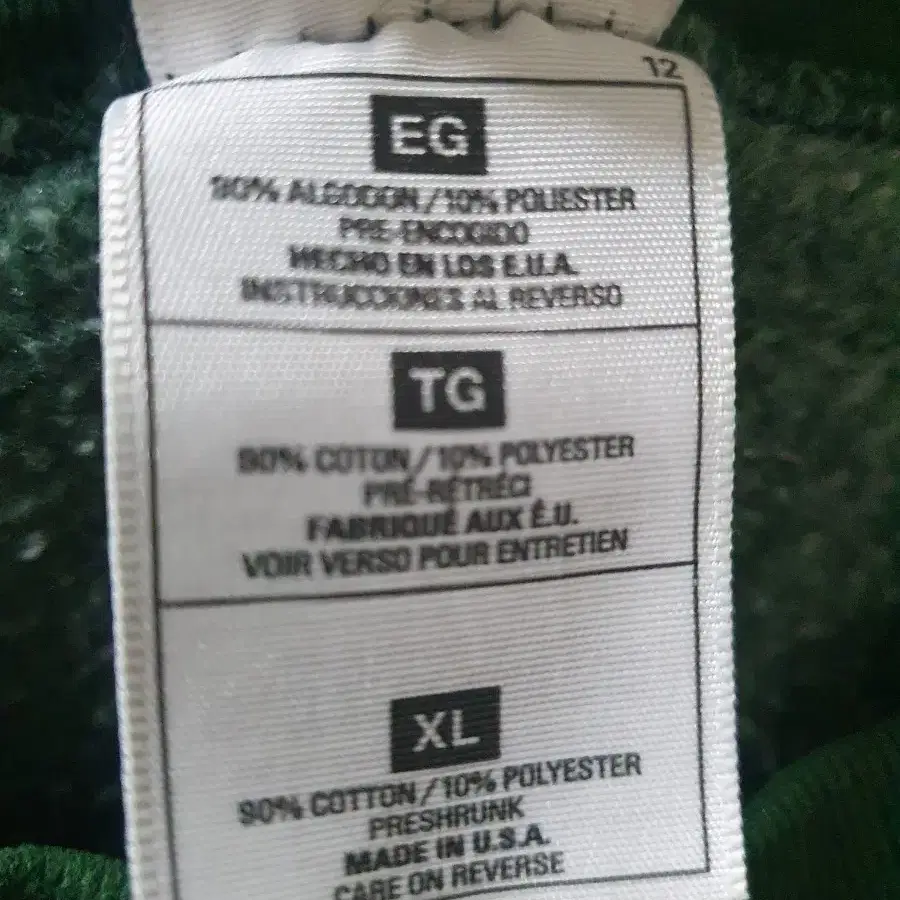 12
EG
90% ALGODON/10% POLIESTER
PRE-ENCOGIDO
HECHO EN LOS E.U.A.
INSTRUCCIONES AL REVERSO
TG
90% COTON/10% POLYESTER
PRÉ-RÉTRÉCI
FABRIQUÉ AUX É.U.
VOIR VERSO POUR ENTRETIEN
XL
90% COTTON/10% POLYESTER
PRESHRUNK
MADE IN U.S.A.
CARE ON REVERSE